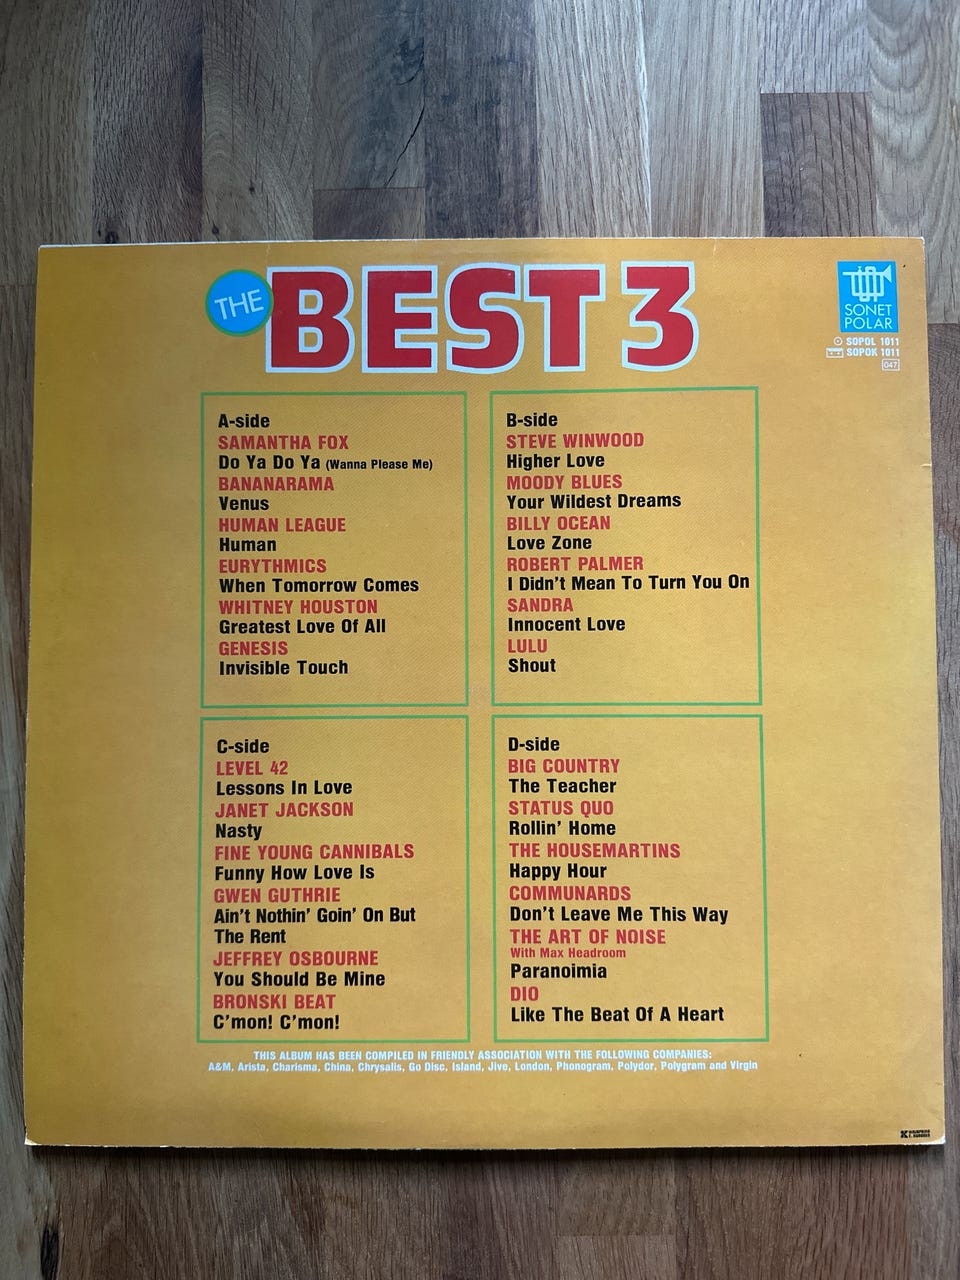 THE
BEST 3
SONET
POLAR
SOPOL 1011
SOPOK 1011
047
A-side
SAMANTHA FOX
Do Ya Do Ya (Wanna Please Me)
BANANARAMA
Venus
HUMAN LEAGUE
Human
EURYTHMICS
When Tomorrow Comes
WHITNEY HOUSTON
Greatest Love Of All
GENESIS
Invisible Touch
B-side
STEVE WINWOOD
Higher Love
MOODY BLUES
Your Wildest Dreams
BILLY OCEAN
Love Zone
ROBERT PALMER
I Didn't Mean To Turn You On
SANDRA
Innocent Love
LULU
Shout
C-side
LEVEL 42
Lessons In Love
JANET JACKSON
Nasty
FINE YOUNG CANNIBALS
Funny How Love Is
GWEN GUTHRIE
Ain't Nothin' Goin' On But
The Rent
JEFFREY OSBOURNE
You Should Be Mine
BRONSKI BEAT
C'mon! C'mon!
D-side
BIG COUNTRY
The Teacher
STATUS QUO
Rollin' Home
THE HOUSEMARTINS
Happy Hour
COMMUNARDS
Don't Leave Me This Way
THE ART OF NOISE
With Max Headroom
Paranoimia
DIO
Like The Beat Of A Heart
THIS ALBUM HAS BEEN COMPILED IN FRIENDLY ASSOCIATION WITH THE FOLLOWING COMPANIES:
A&M, Arista, Charisma, China, Chrysalis, Go Disc, Island, Jive, London, Phonogram, Polydor, Polygram and Virgin